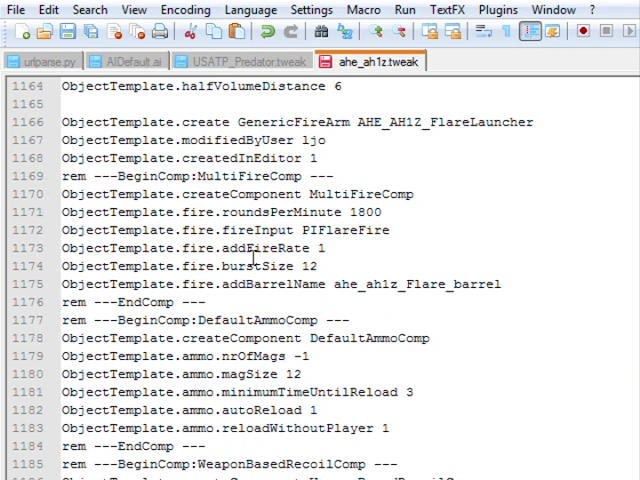 File Edit Search View Encoding Language Settings Macro Run TextFX Plugins Window ?
urlparse.py AIDefault.ai USATP_Predator.tweak ahe_ah1z.tweak
1164 ObjectTemplate.halfVolumeDistance 6
1165
1166 ObjectTemplate.create GenericFireArm AHE_AH1Z_FlareLauncher
1167 ObjectTemplate.modifiedByUser ljo
1168 ObjectTemplate.createdInEditor 1
1169 rem ---BeginComp:MultiFireComp ---
1170 ObjectTemplate.createComponent MultiFireComp
1171 ObjectTemplate.fire.roundsPerMinute 1800
1172 ObjectTemplate.fire.fireInput PIFlareFire
1173 ObjectTemplate.fire.addFireRate 1
1174 ObjectTemplate.fire.burstSize 12
1175 ObjectTemplate.fire.addBarrelName ahe_ah1z_Flare_barrel
1176 rem ---EndComp ---
1177 rem ---BeginComp:DefaultAmmoComp ---
1178 ObjectTemplate.createComponent DefaultAmmoComp
1179 ObjectTemplate.ammo.nrOfMags -1
1180 ObjectTemplate.ammo.magSize 12
1181 ObjectTemplate.ammo.minimumTimeUntilReload 3
1182 ObjectTemplate.ammo.autoReload 1
1183 ObjectTemplate.ammo.reloadWithoutPlayer 1
1184 rem ---EndComp ---
1185 rem ---BeginComp:WeaponBasedRecoilComp ---